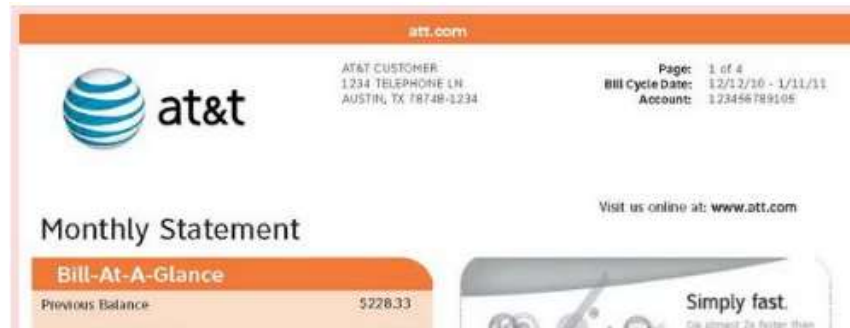 att.com
at&t
AT&T CUSTOMER
1234 TELEPHONE LN
AUSTIN, TX 78748-1234
Page: 1 of 4
Bill Cycle Date: 12/12/10 - 1/11/11
Account: 123456789105
Visit us online at: www.att.com
Monthly Statement
Bill-At-A-Glance
Previous Balance $228.33
Simply fast.